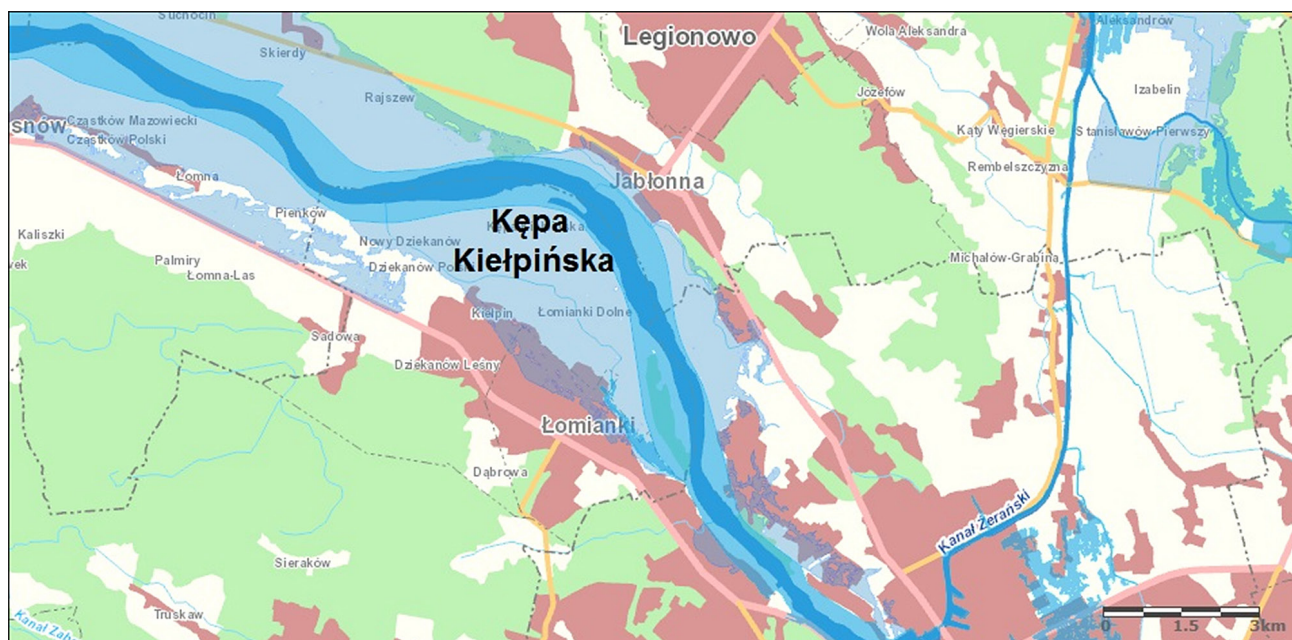 Suchocin
Skierdy
Rajszew
Legionowo
Wola Aleksandra
Aleksandrów
Józefów
Izabelin
Kąty Węgierskie
Stanisławów Pierwszy
Rembelszczyzna
snów
Cząstków Mazowiecki
Cząstków Polski
Łomna
Jabłonna
Pieńków
Kępa
Kiełpińska
Kaliszki
Nowy Dziekanów
Palmiry
Dziekanów
Łomna-Las
Michałów-Grabina
Kiełpin
Łomianki Dolne
Sadowa
Dziekanów Leśny
Łomianki
Dąbrowa
Kanał Żerański
Sieraków
Truskaw
0 1.5 3km